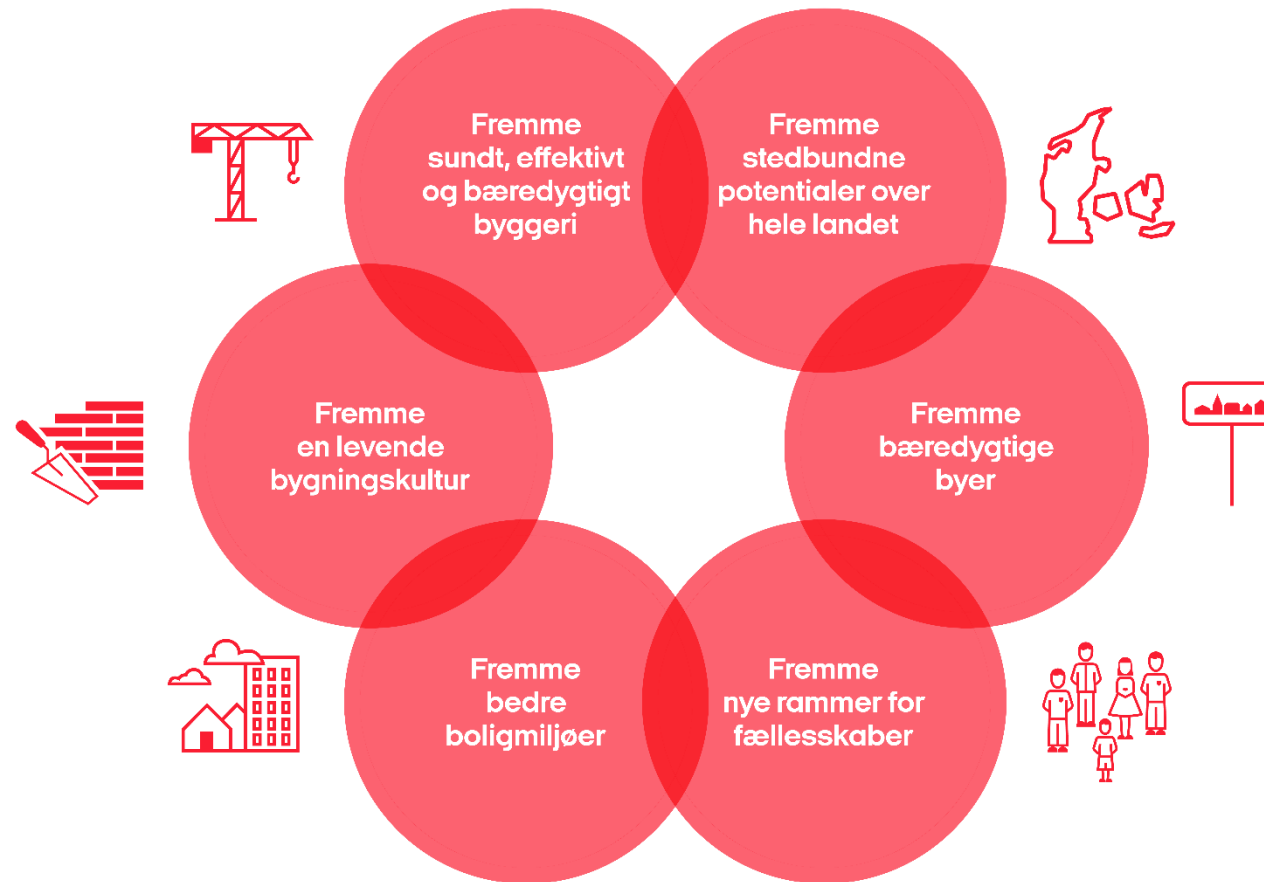 Fremme
sundt, effektivt
og bæredygtigt
byggeri
Fremme
stedbundne
potentialer over
hele landet
Fremme
en levende
bygningskultur
Fremme
bæredygtige
byer
Fremme
bedre
boligmiljøer
Fremme
nye rammer for
fællesskaber